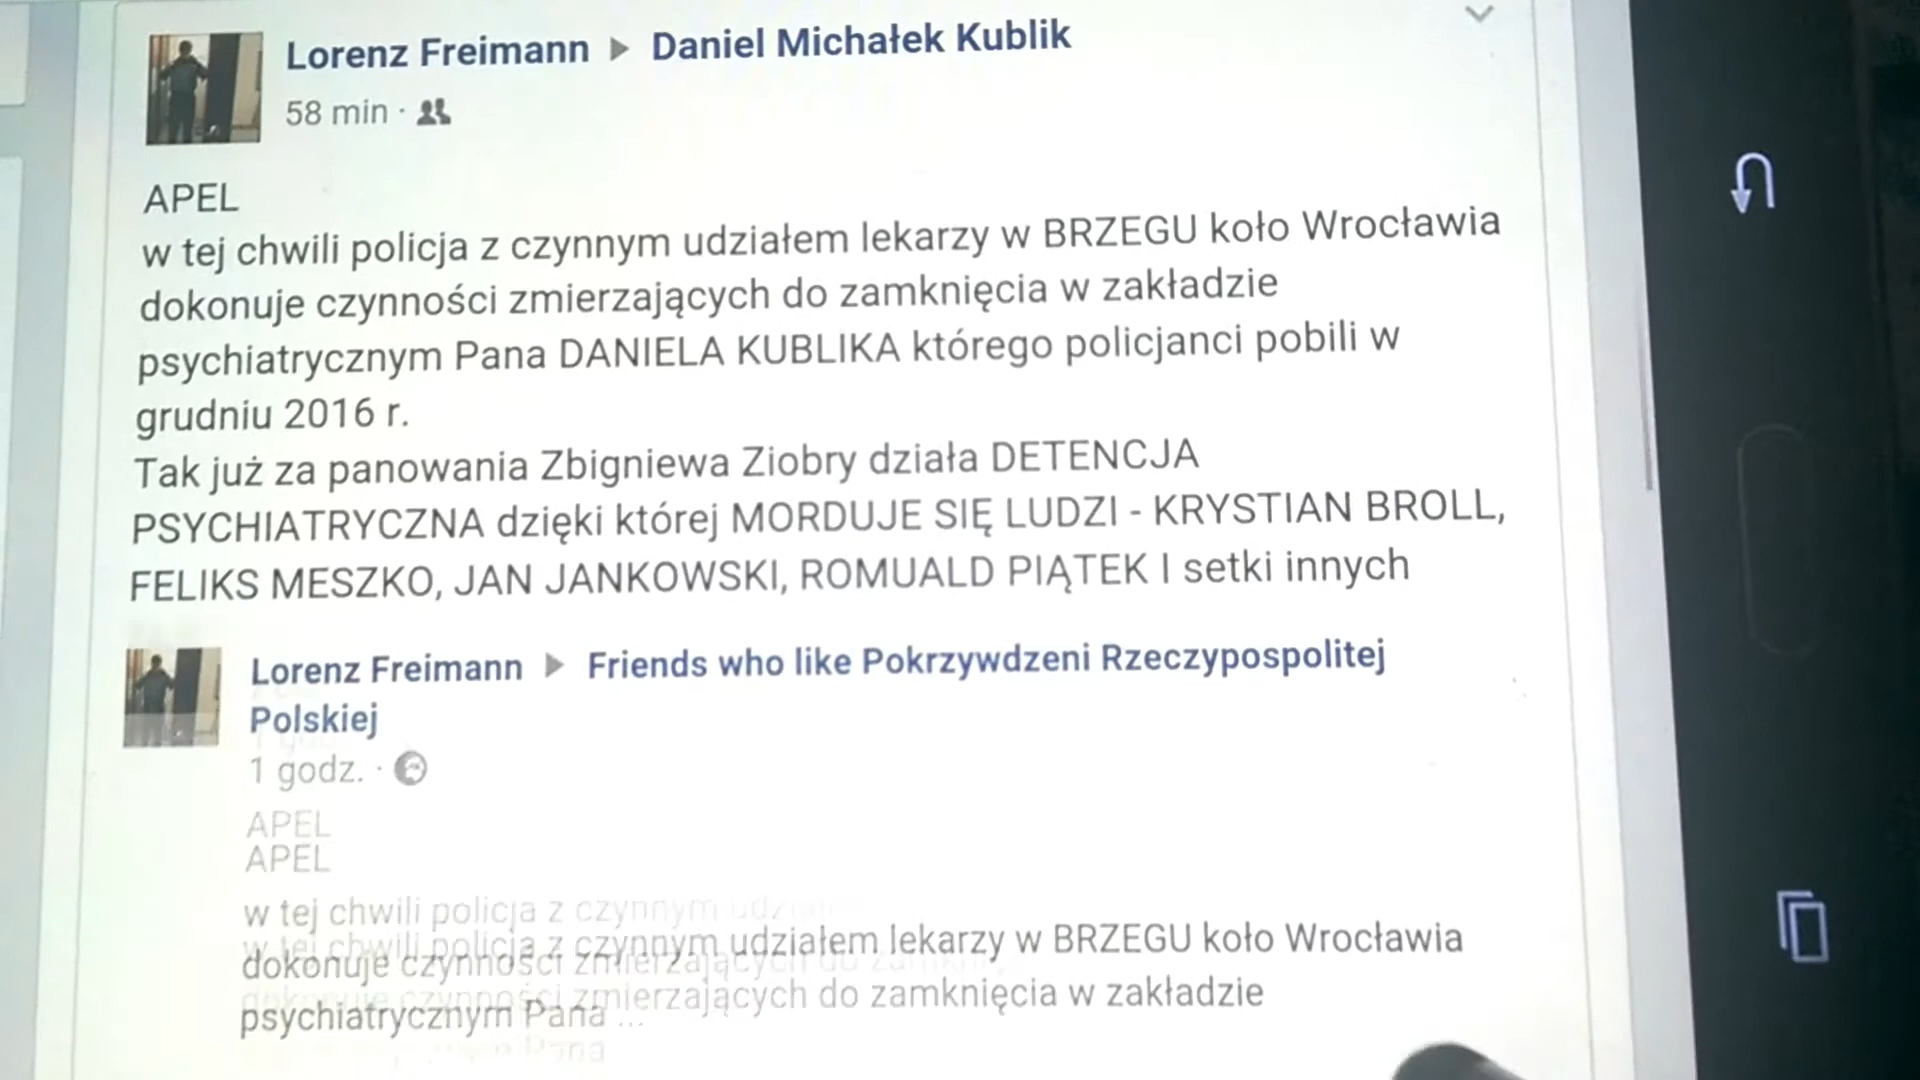 Lorenz Freimann ▶ Daniel Michałek Kublik
58 min ·
APEL
w tej chwili policja z czynnym udziałem lekarzy w BRZEGU koło Wrocławia
dokonuje czynności zmierzających do zamknięcia w zakładzie
psychiatrycznym Pana DANIELA KUBLIKA którego policjanci pobili w
grudniu 2016 r.
Tak już za panowania Zbigniewa Ziobry działa DETENCJA
PSYCHIATRYCZNA dzięki której MORDUJE SIĘ LUDZI - KRYSTIAN BROLL,
FELIKS MESZKO, JAN JANKOWSKI, ROMUALD PIĄTEK I setki innych
Lorenz Freimann ▶ Friends who like Pokrzywdzeni Rzeczypospolitej
Polskiej
1 godz. ·
APEL
APEL
w tej chwili policja z czynnym
w tej chwili policja z czynnym udziałem lekarzy w BRZEGU koło Wrocławia
dokonuje czynności zmierzających do
dokonuje czynności zmierzających do zamknięcia w zakładzie
psychiatrycznym Pana ...
Pana